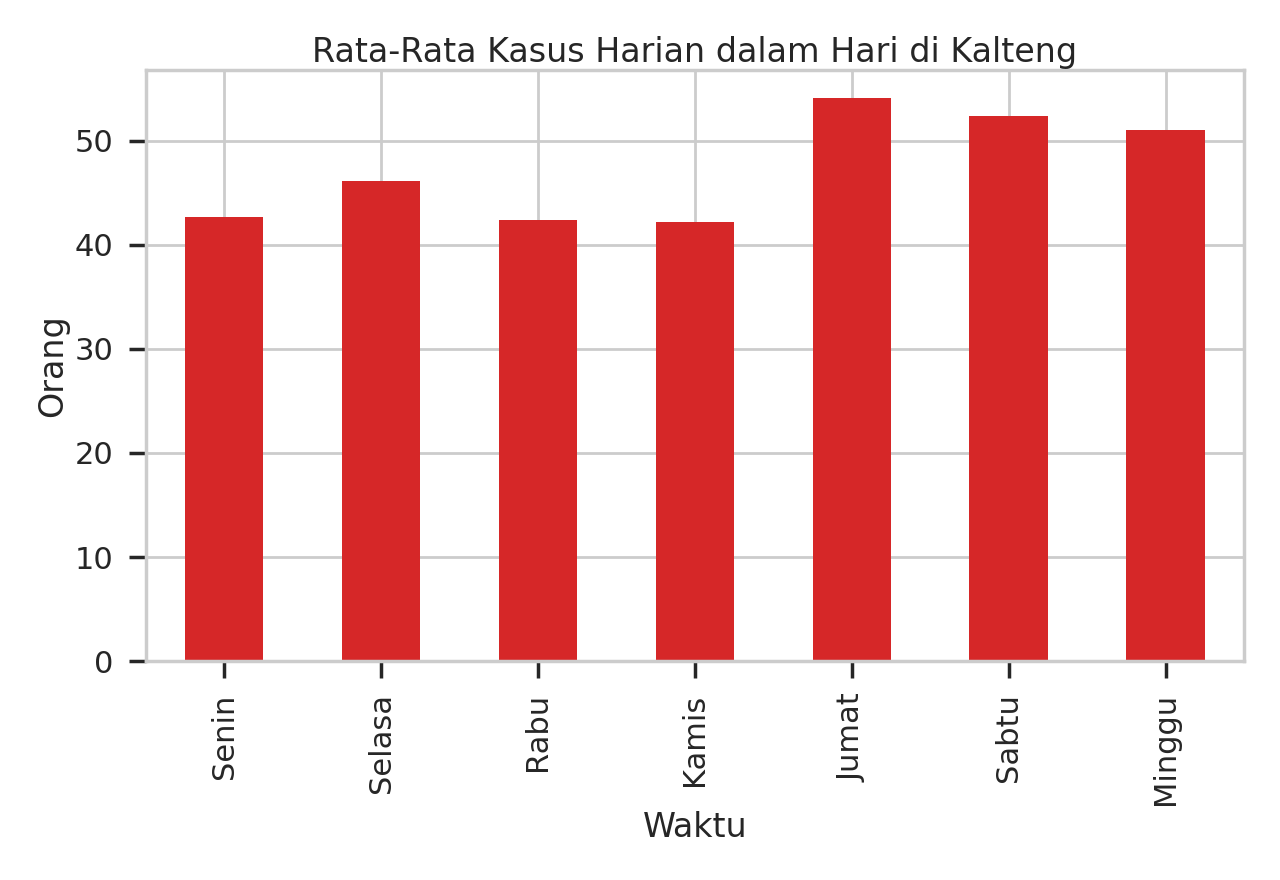 Rata-Rata Kasus Harian dalam Hari di Kalteng
Orang
50
40
30
20
10
0
Senin
Selasa
Rabu
Kamis
Jumat
Sabtu
Minggu
Waktu